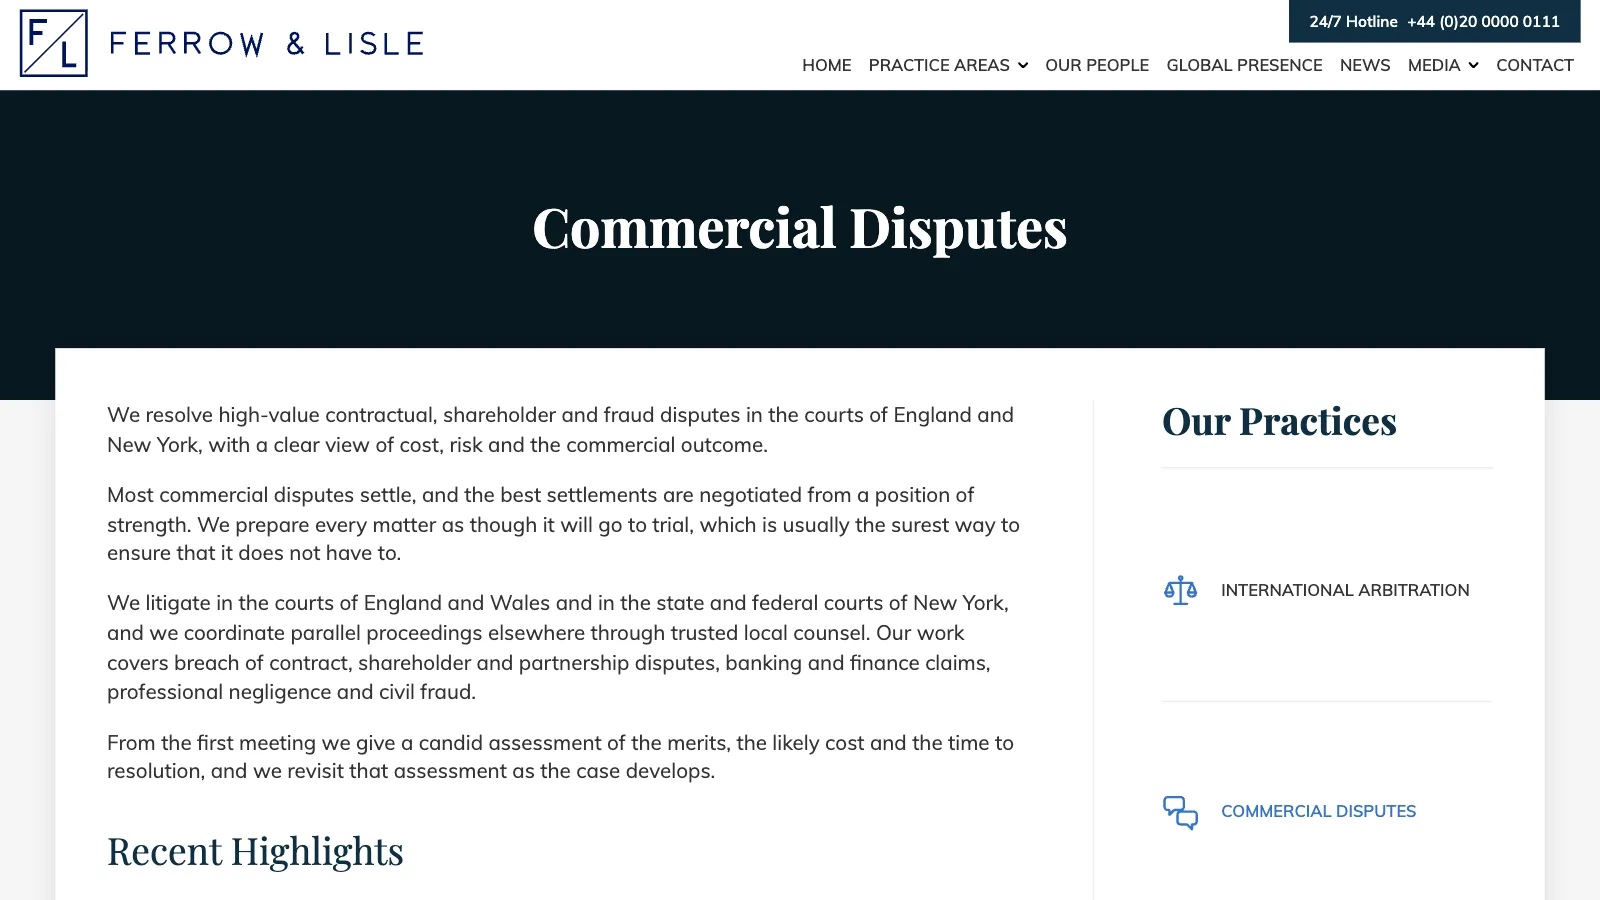 F L FERROW & LISLE
24/7 Hotline +44 (0)20 0000 0111
HOME PRACTICE AREAS OUR PEOPLE GLOBAL PRESENCE NEWS MEDIA CONTACT
Commercial Disputes
We resolve high-value contractual, shareholder and fraud disputes in the courts of England and
New York, with a clear view of cost, risk and the commercial outcome.
Most commercial disputes settle, and the best settlements are negotiated from a position of
strength. We prepare every matter as though it will go to trial, which is usually the surest way to
ensure that it does not have to.
We litigate in the courts of England and Wales and in the state and federal courts of New York,
and we coordinate parallel proceedings elsewhere through trusted local counsel. Our work
covers breach of contract, shareholder and partnership disputes, banking and finance claims,
professional negligence and civil fraud.
From the first meeting we give a candid assessment of the merits, the likely cost and the time to
resolution, and we revisit that assessment as the case develops.
Recent Highlights
Our Practices
INTERNATIONAL ARBITRATION
COMMERCIAL DISPUTES